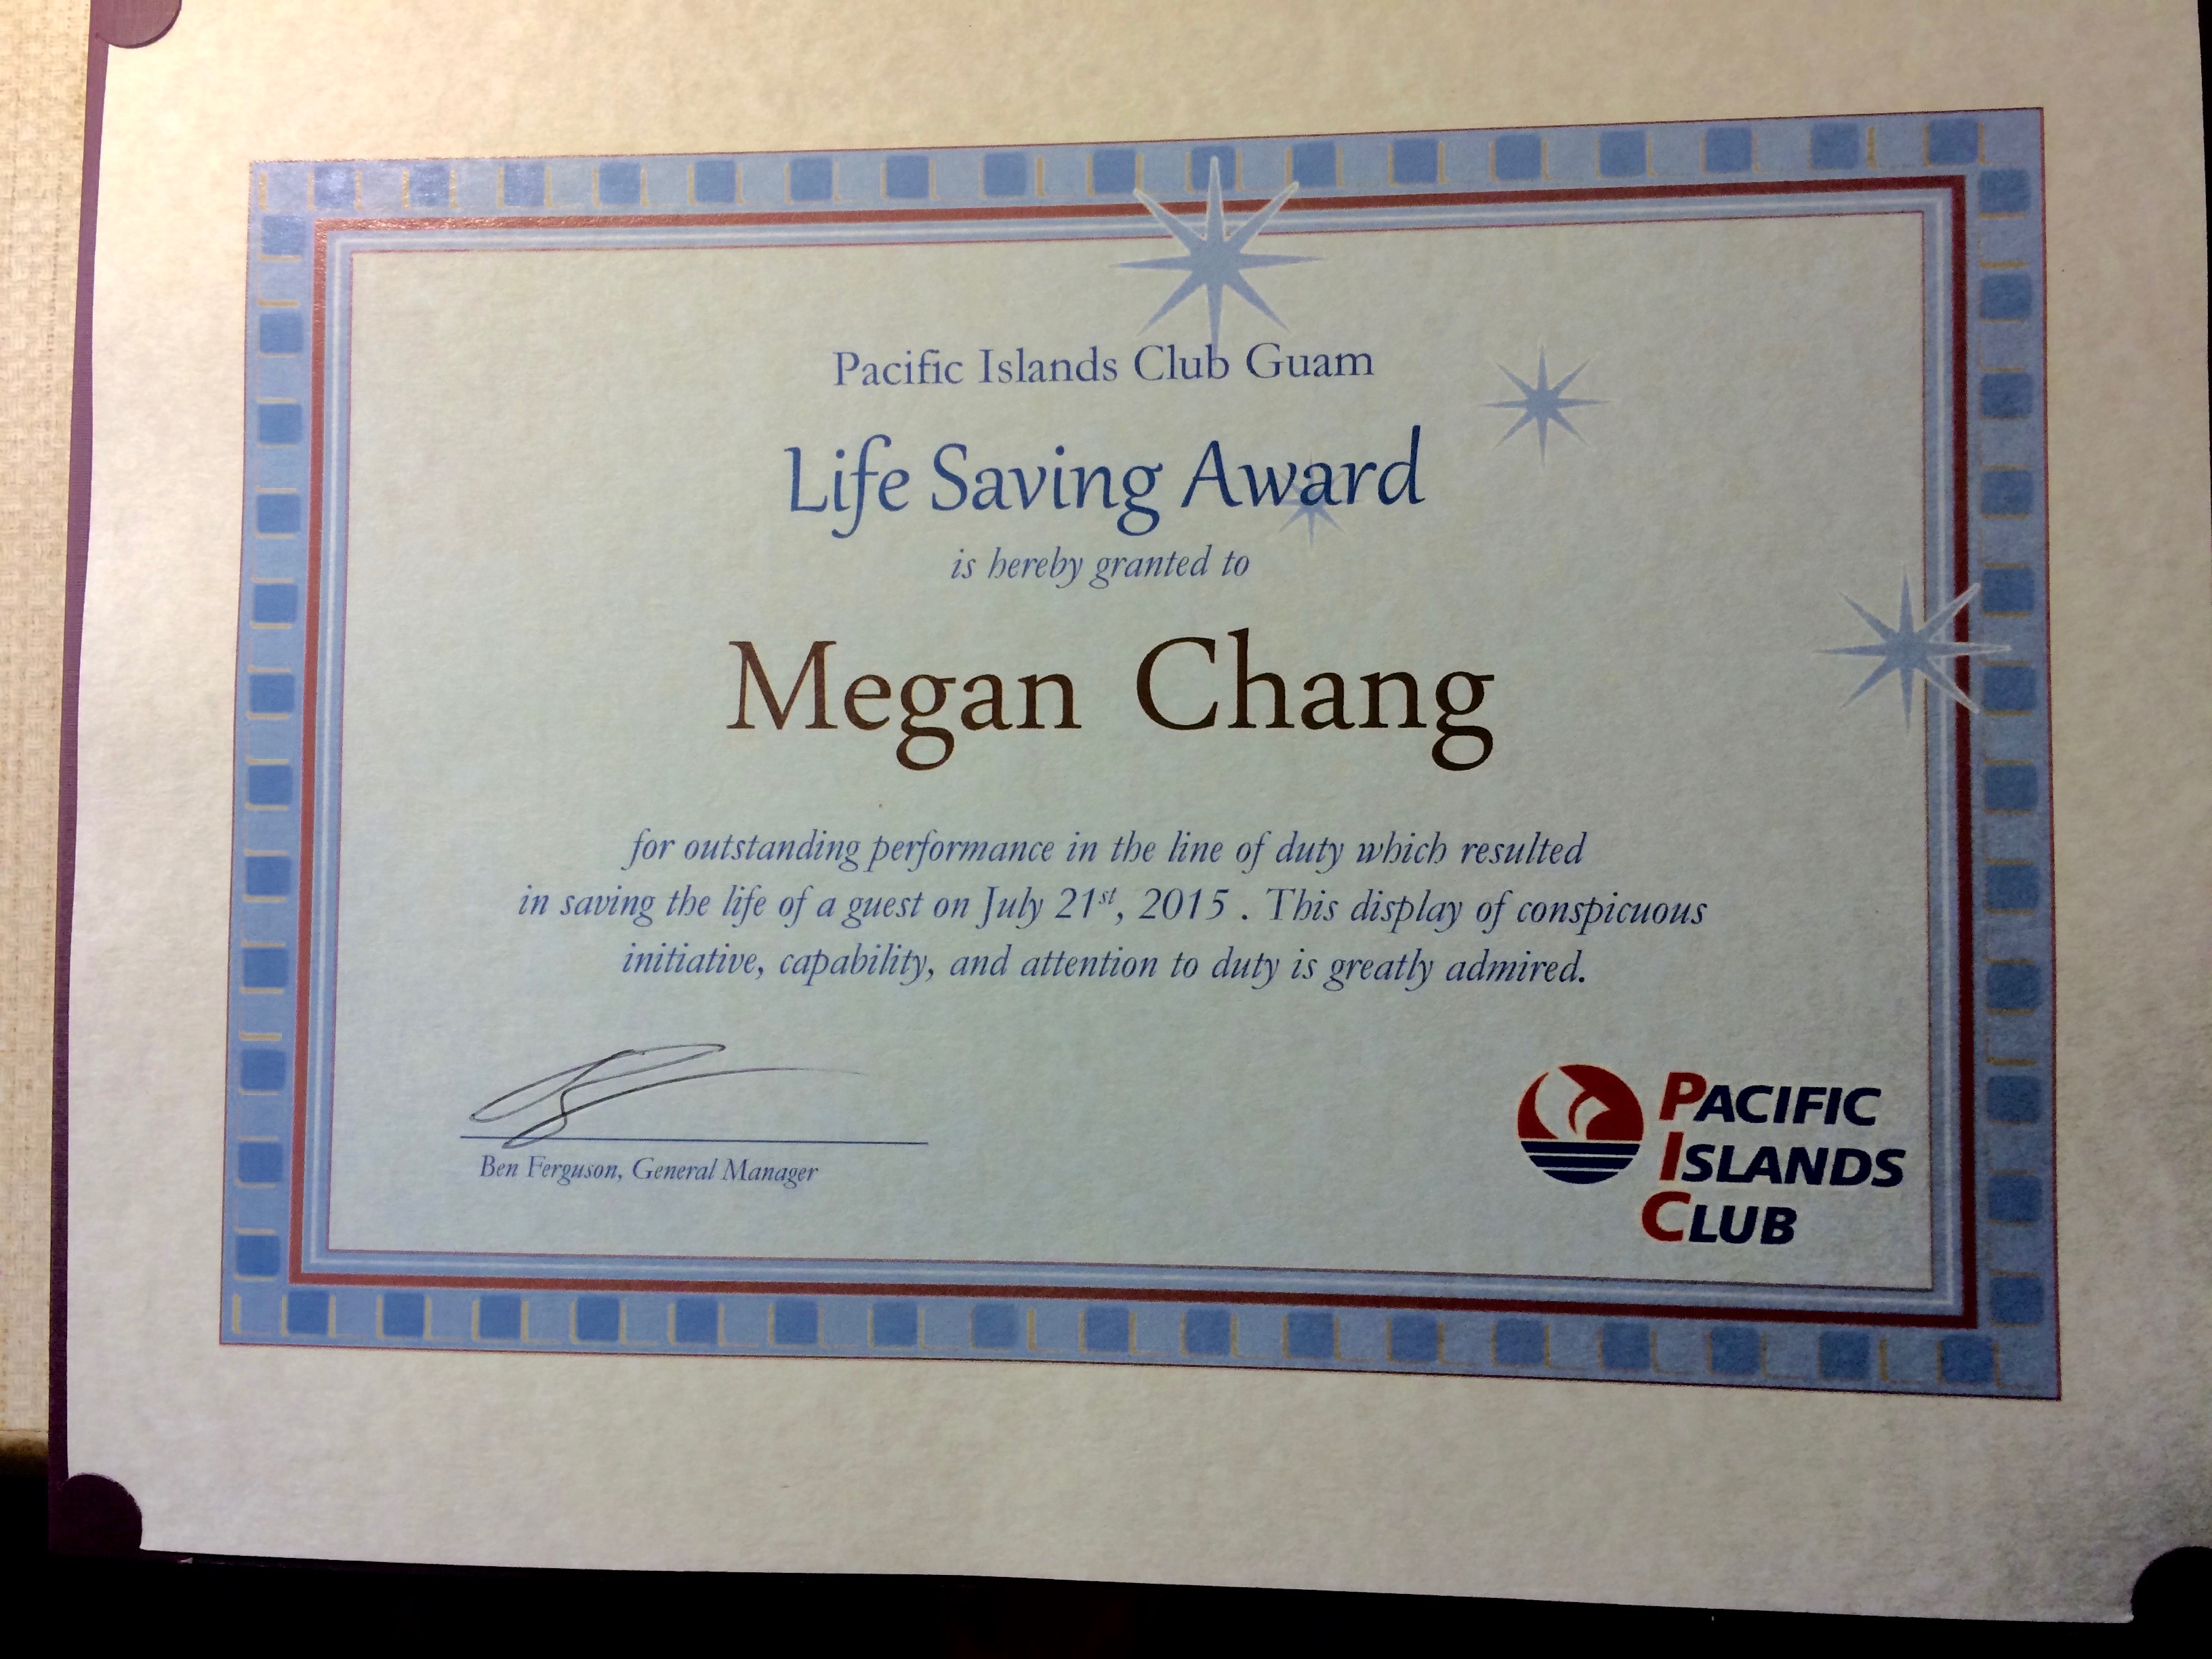 Pacific Islands Club Guam
Life Saving Award
is hereby granted to
Megan Chang
for outstanding performance in the line of duty which resulted
in saving the life of a guest on July 21st, 2015 . This display of conspicuous
initiative, capability, and attention to duty is greatly admired.
Ben Ferguson, General Manager
PACIFIC
ISLANDS
CLUB